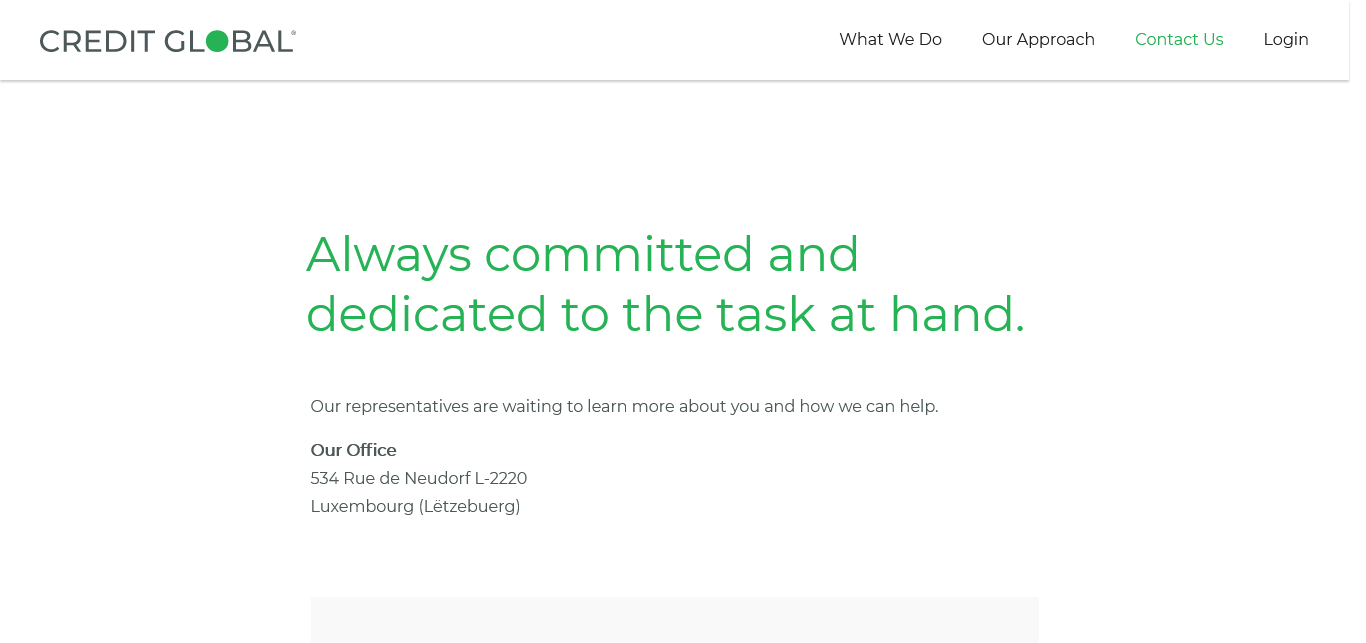 CREDIT GLOBAL®
What We Do
Our Approach
Contact Us
Login
Always committed and
dedicated to the task at hand.
Our representatives are waiting to learn more about you and how we can help.
Our Office
534 Rue de Neudorf L-2220
Luxembourg (Lëtzebuerg)